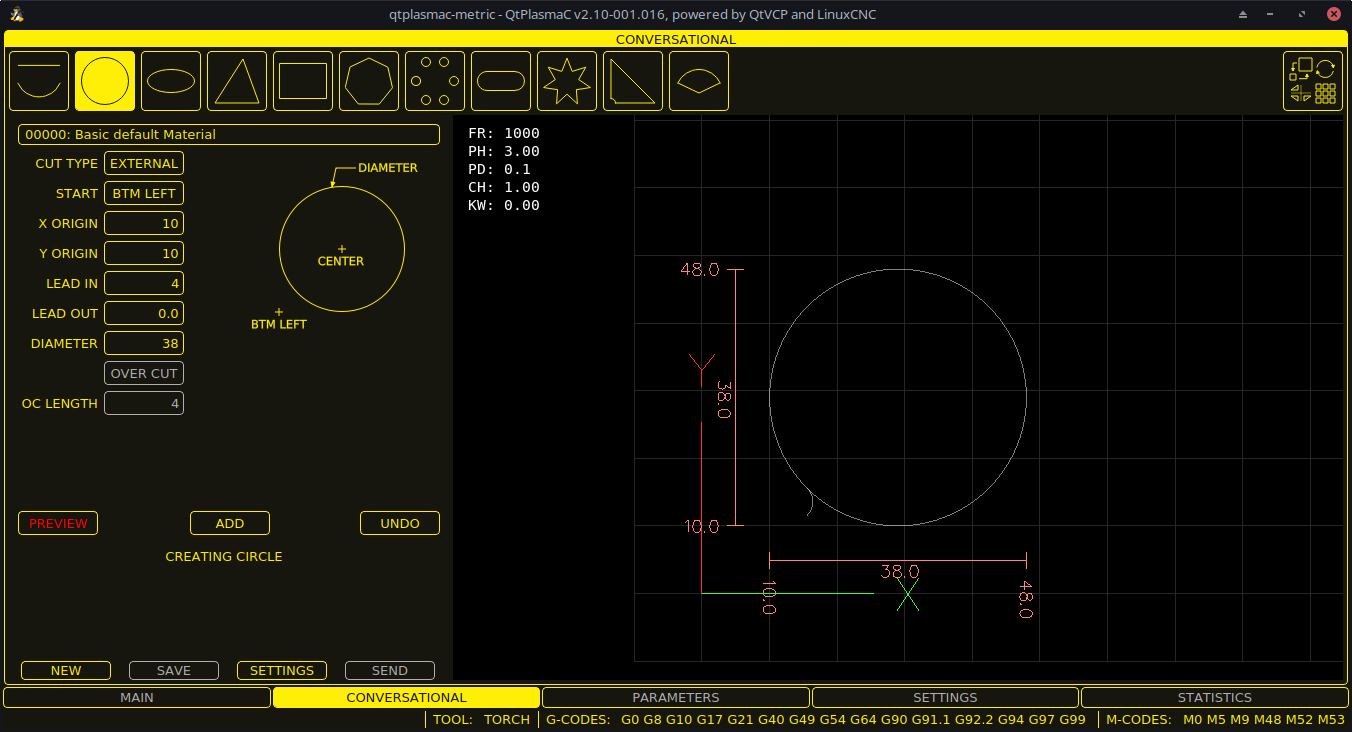 qtplasmac-metric - QtPlasmaC v2.10-001.016, powered by QtVCP and LinuxCNC
CONVERSATIONAL
00000: Basic default Material
CUT TYPE EXTERNAL
START BTM LEFT
X ORIGIN 10
Y ORIGIN 10
LEAD IN 4
LEAD OUT 0.0
DIAMETER 38
OVER CUT
OC LENGTH 4
DIAMETER
CENTER
BTM LEFT
PREVIEW ADD UNDO
CREATING CIRCLE
NEW SAVE SETTINGS SEND
FR: 1000
PH: 3.00
PD: 0.1
CH: 1.00
KW: 0.00
48.0
Y
38.0
10.0
38.0
10.0 X 48.0
MAIN CONVERSATIONAL PARAMETERS SETTINGS STATISTICS
TOOL: TORCH G-CODES: G0 G8 G10 G17 G21 G40 G49 G54 G64 G90 G91.1 G92.2 G94 G97 G99 M-CODES: M0 M5 M9 M48 M52 M53